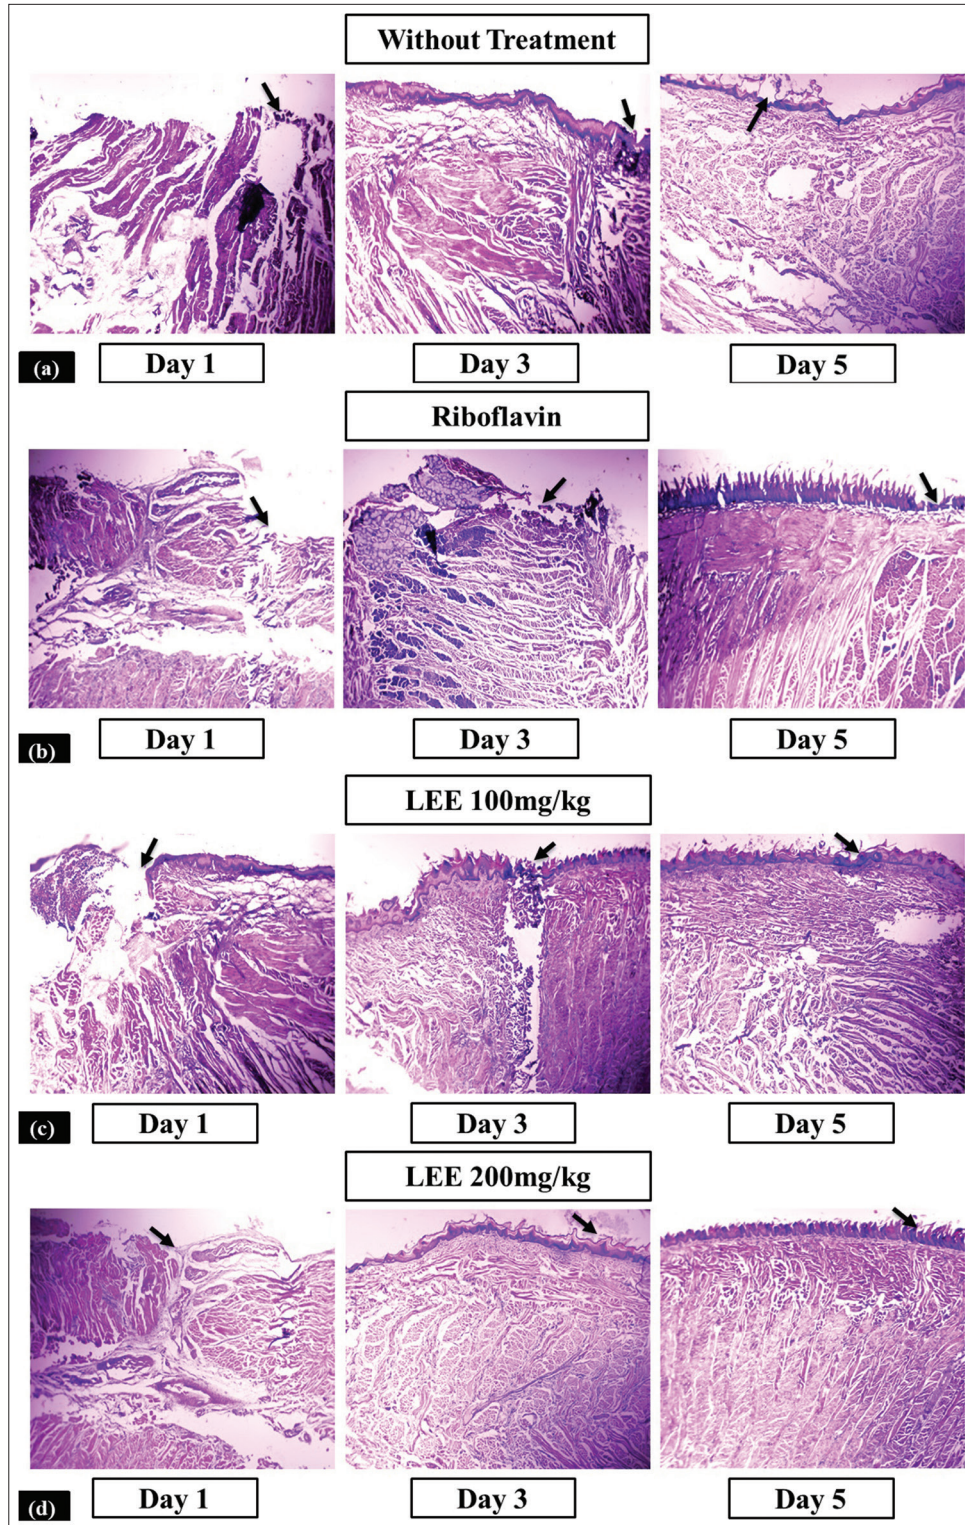 Without Treatment
(a)
Day 1
Day 3
Day 5
Riboflavin
(b)
Day 1
Day 3
Day 5
LEE 100mg/kg
(c)
Day 1
Day 3
Day 5
LEE 200mg/kg
(d)
Day 1
Day 3
Day 5